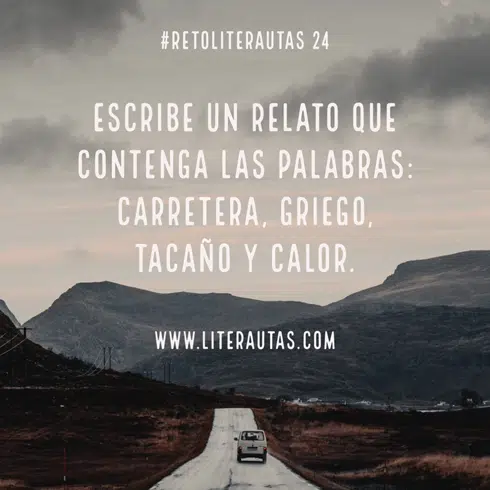 #RETOLITERAUTAS 24
ESCRIBE UN RELATO QUE
CONTENGA LAS PALABRAS:
CARRETERA, GRIEGO,
TACAÑO Y CALOR.
WWW.LITERAUTAS.COM